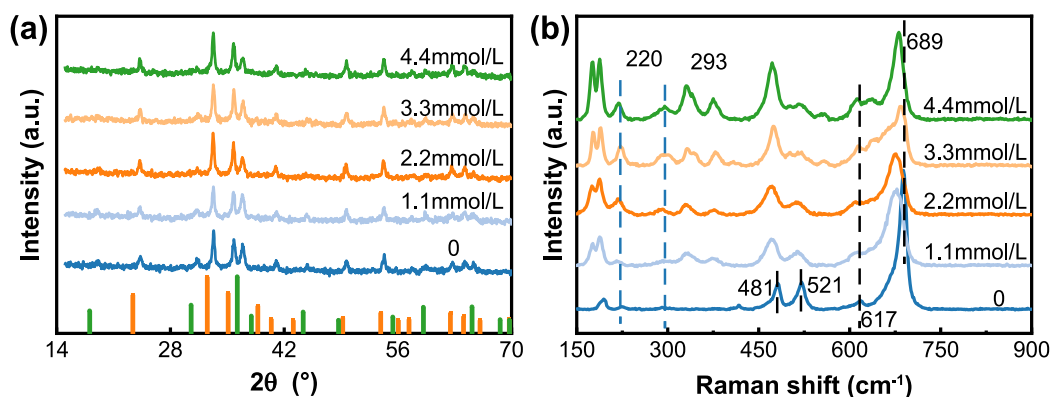 (a)
Intensity (a.u.)
4.4mmol/L
3.3mmol/L
2.2mmol/L
1.1mmol/L
0
14 28 42 56 70
2θ (°)
(b)
Intensity (a.u.)
220 293 689
4.4mmol/L
3.3mmol/L
2.2mmol/L
1.1mmol/L
481 521 0
617
150 300 450 600 750 900
Raman shift (cm⁻¹)